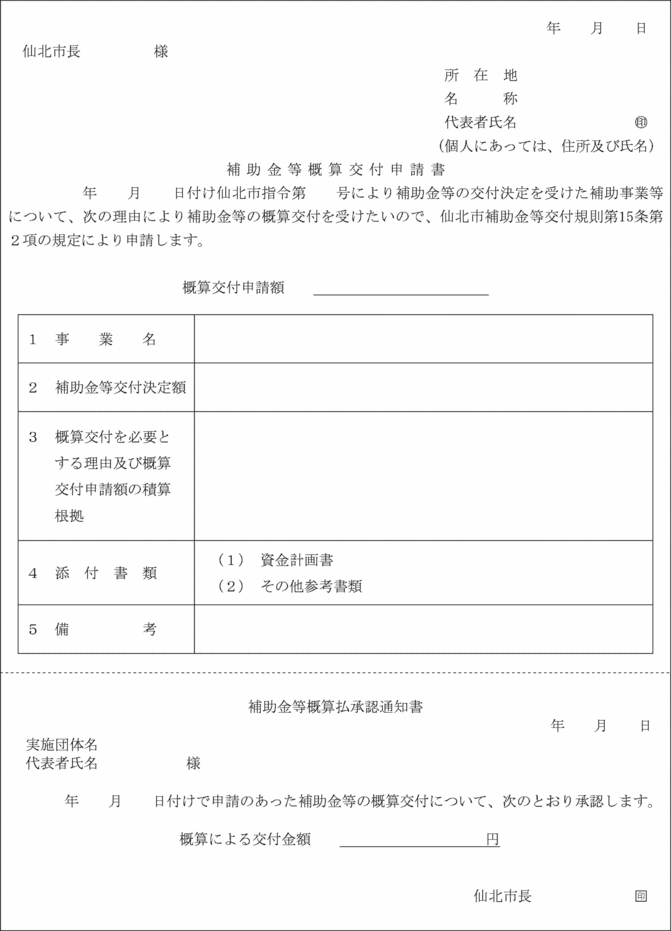 年　　月　　日
仙北市長　　　　　様
所　在　地
名　　　称
代表者氏名　　　　　　　　㊞
（個人にあっては、住所及び氏名）
補助金等概算交付申請書
年　　月　　日付け仙北市指令第　　号により補助金等の交付決定を受けた補助事業等
について、次の理由により補助金等の概算交付を受けたいので、仙北市補助金等交付規則第15条第
２項の規定により申請します。
概算交付申請額
１　事　　業　　名
２　補助金等交付決定額
３　概算交付を必要と
する理由及び概算
交付申請額の積算
根拠
４　添　付　書　類
（１）　資金計画書
（２）　その他参考書類
５　備　　　　　考
補助金等概算払承認通知書
年　　月　　日
実施団体名
代表者氏名　　　　　　様
年　　月　　日付けで申請のあった補助金等の概算交付について、次のとおり承認します。
概算による交付金額　　　　　　　　　　　　円
仙北市長　　　　　　　印